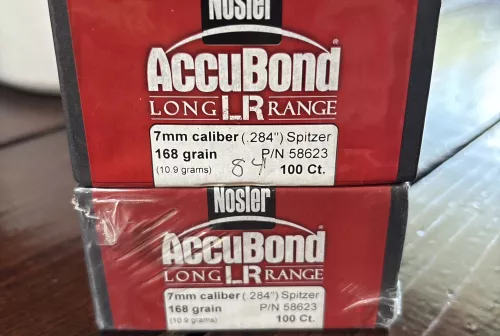 Nosler
ACCUBOND
LONG LR RANGE
7mm caliber (.284") Spitzer
168 grain P/N 58623
(10.9 grams) 84 100 Ct.
Nosler
ACCUBOND
LONG LR RANGE
7mm caliber (.284") Spitzer
168 grain P/N 58623
(10.9 grams) 100 Ct.